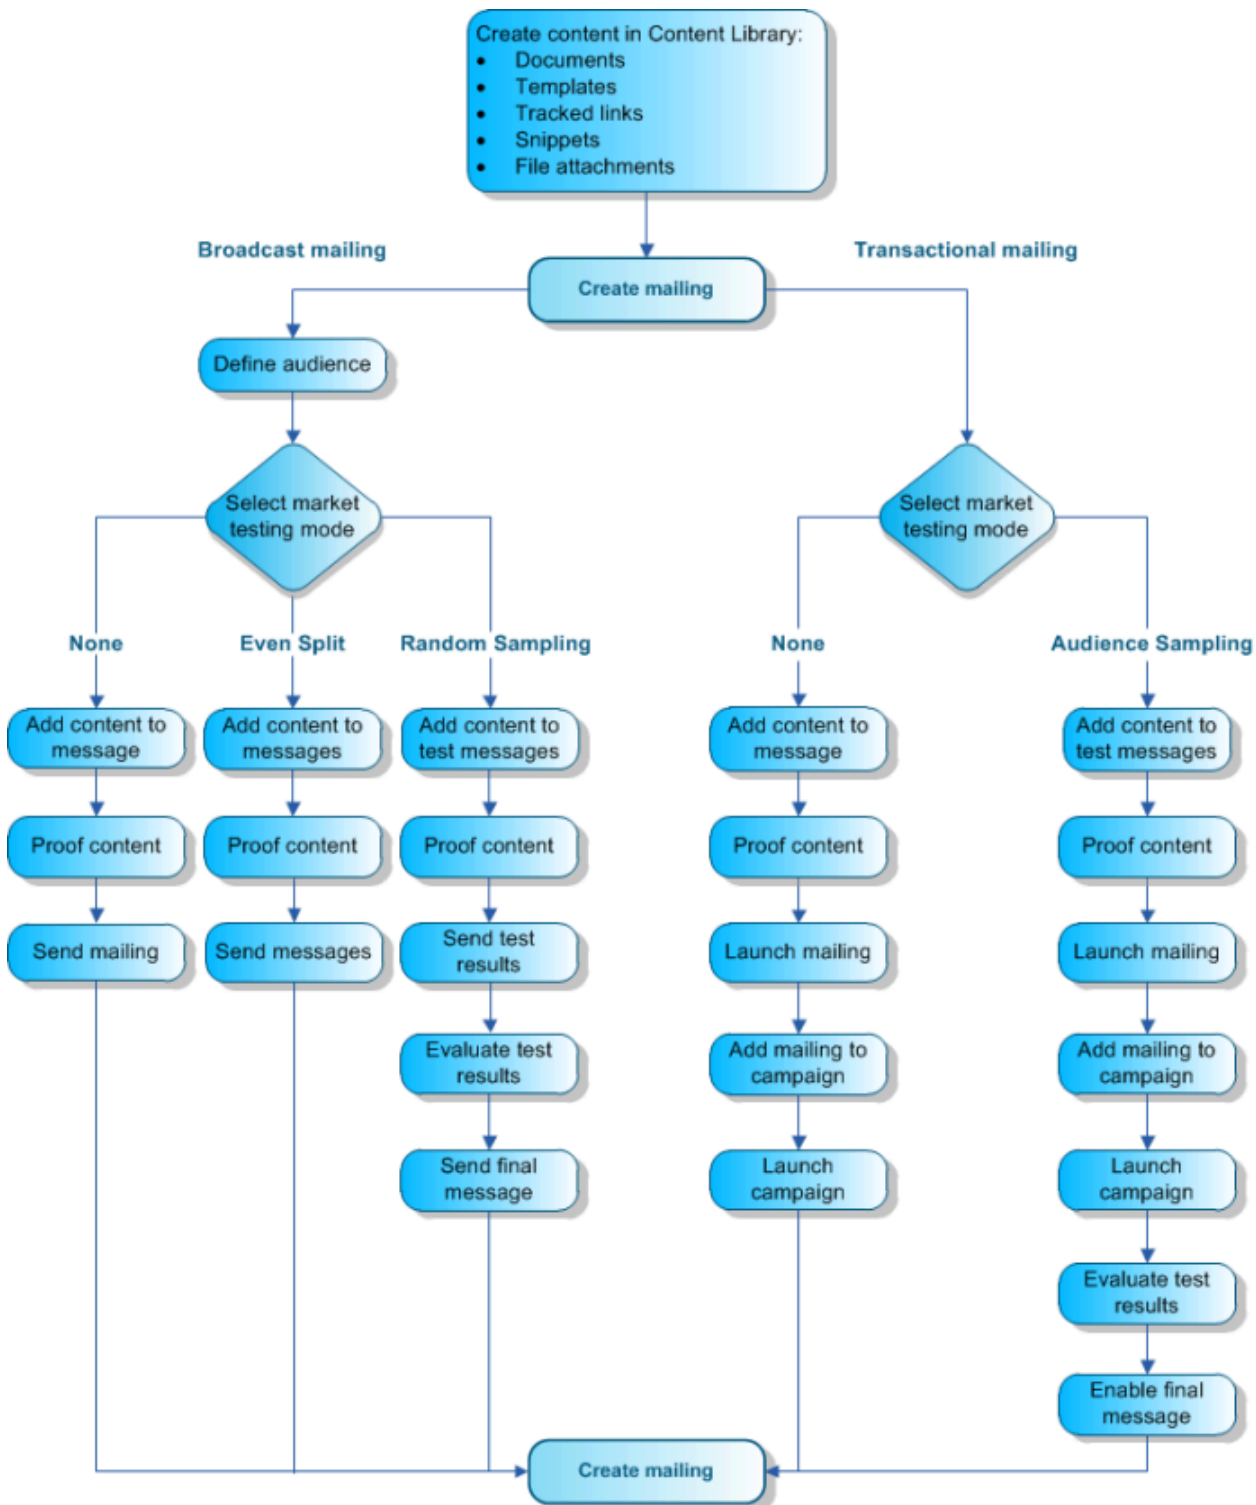 Create content in Content Library:
• Documents
• Templates
• Tracked links
• Snippets
• File attachments
Broadcast mailing
Transactional mailing
Create mailing
Define audience
Select market
testing mode
Select market
testing mode
None
Even Split
Random Sampling
None
Audience Sampling
Add content to
message
Add content to
messages
Add content to
test messages
Add content to
message
Add content to
test messages
Proof content
Proof content
Proof content
Proof content
Proof content
Send mailing
Send messages
Send test
results
Launch mailing
Launch mailing
Evaluate test
results
Add mailing to
campaign
Add mailing to
campaign
Send final
message
Launch
campaign
Launch
campaign
Evaluate test
results
Enable final
message
Create mailing